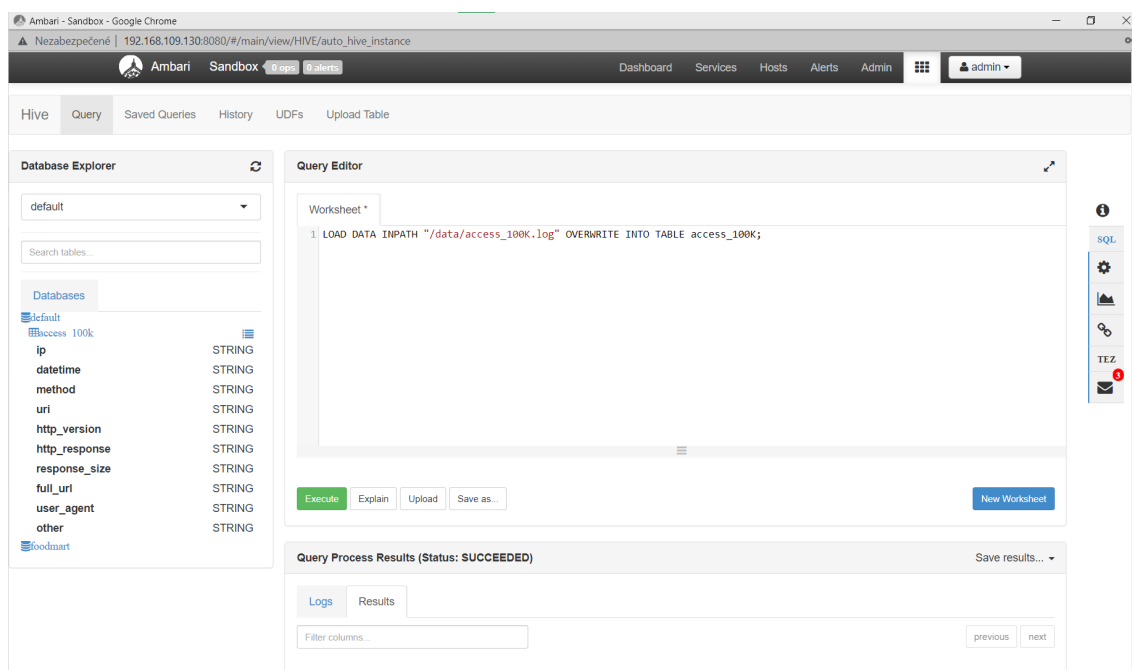 Ambari - Sandbox - Google Chrome
Nezabezpečené | 192.168.109.130:8080/#/main/view/HIVE/auto_hive_instance
Ambari Sandbox 0 ops 0 alerts Dashboard Services Hosts Alerts Admin admin
Hive Query Saved Queries History UDFs Upload Table
Database Explorer
default
Search tables...
Databases
default
access_100k
ip STRING
datetime STRING
method STRING
uri STRING
http_version STRING
http_response STRING
response_size STRING
full_url STRING
user_agent STRING
other STRING
foodmart
Query Editor
Worksheet *
1 LOAD DATA INPATH "/data/access_100K.log" OVERWRITE INTO TABLE access_100K;
Execute Explain Upload Save as... New Worksheet
Query Process Results (Status: SUCCEEDED) Save results...
Logs Results
Filter columns... previous next
SQL
TEZ
3